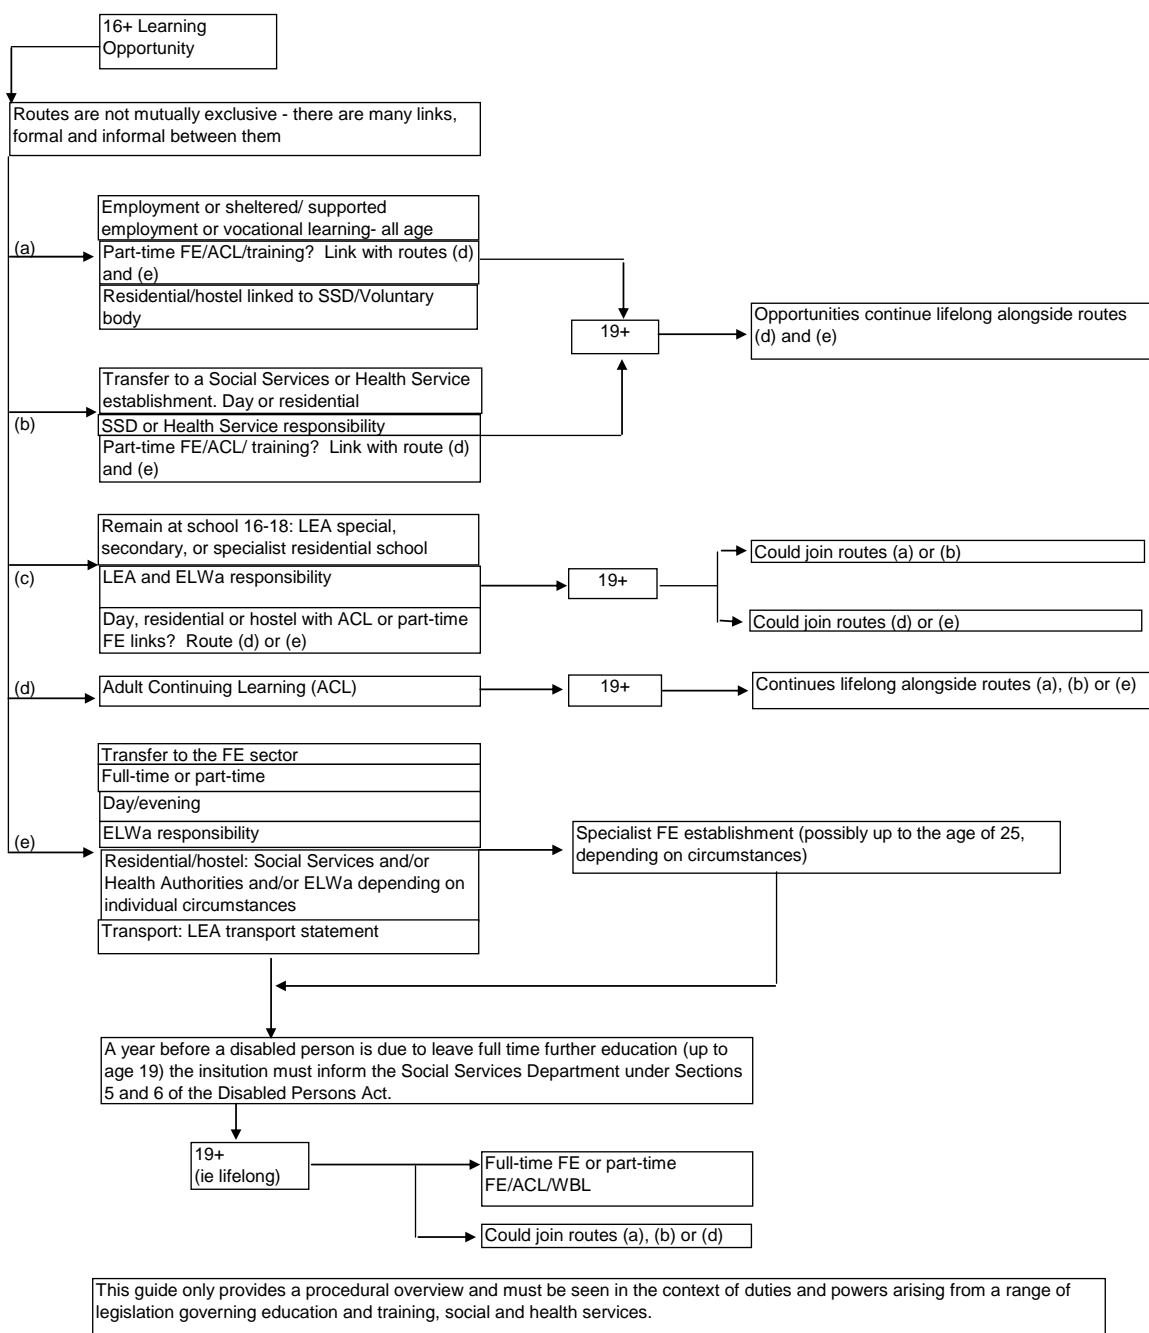 16+ Learning
Opportunity
Routes are not mutually exclusive - there are many links,
formal and informal between them
(a)
Employment or sheltered/ supported
employment or vocational learning- all age
Part-time FE/ACL/training?  Link with routes (d)
and (e)
Residential/hostel linked to SSD/Voluntary
body
19+
Opportunities continue lifelong alongside routes
(d) and (e)
(b)
Transfer to a Social Services or Health Service
establishment. Day or residential
SSD or Health Service responsibility
Part-time FE/ACL/ training?  Link with route (d)
and (e)
(c)
Remain at school 16-18: LEA special,
secondary, or specialist residential school
LEA and ELWa responsibility
Day, residential or hostel with ACL or part-time
FE links?  Route (d) or (e)
19+
Could join routes (a) or (b)
Could join routes (d) or (e)
(d)
Adult Continuing Learning (ACL)
19+
Continues lifelong alongside routes (a), (b) or (e)
(e)
Transfer to the FE sector
Full-time or part-time
Day/evening
ELWa responsibility
Residential/hostel: Social Services and/or
Health Authorities and/or ELWa depending on
individual circumstances
Transport: LEA transport statement
Specialist FE establishment (possibly up to the age of 25,
depending on circumstances)
A year before a disabled person is due to leave full time further education (up to
age 19) the insitution must inform the Social Services Department under Sections
5 and 6 of the Disabled Persons Act.
19+
(ie lifelong)
Full-time FE or part-time
FE/ACL/WBL
Could join routes (a), (b) or (d)
This guide only provides a procedural overview and must be seen in the context of duties and powers arising from a range of
legislation governing education and training, social and health services.